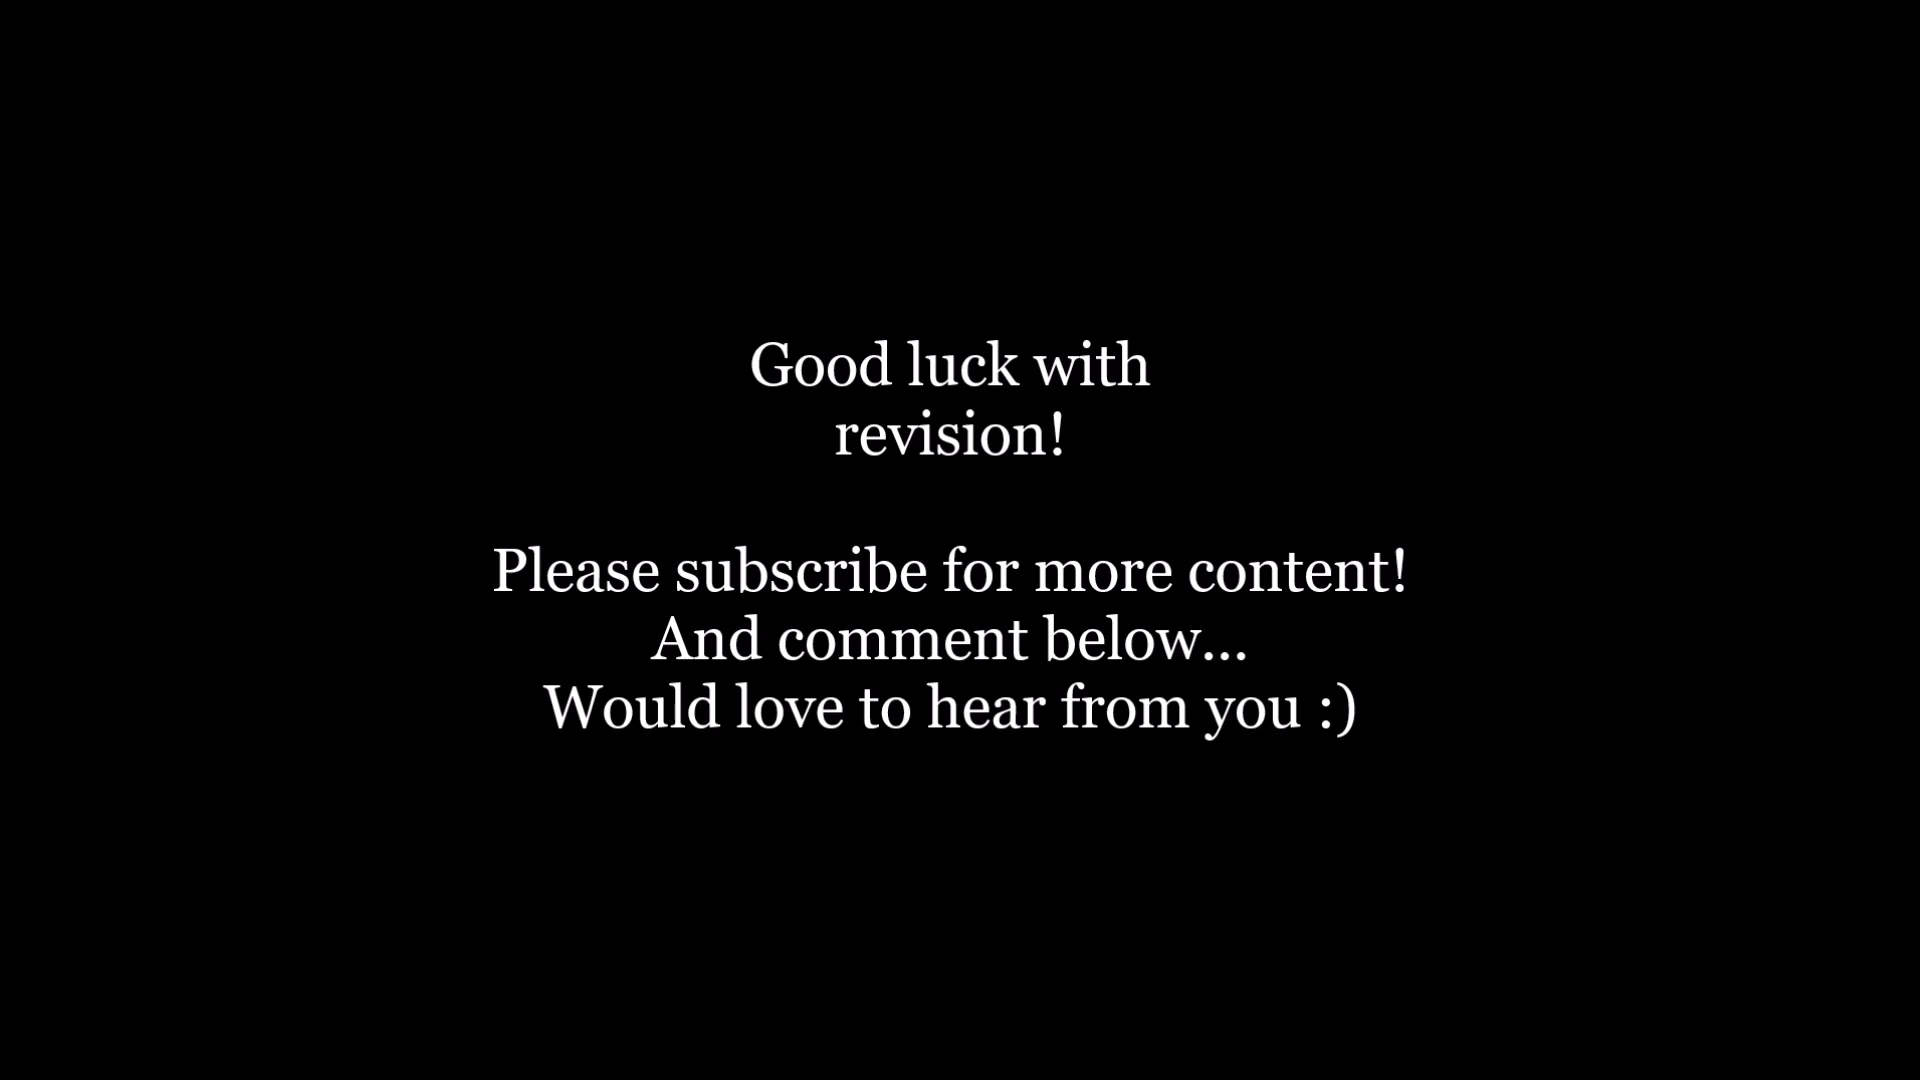 Good luck with
revision!
Please subscribe for more content!
And comment below...
Would love to hear from you :)